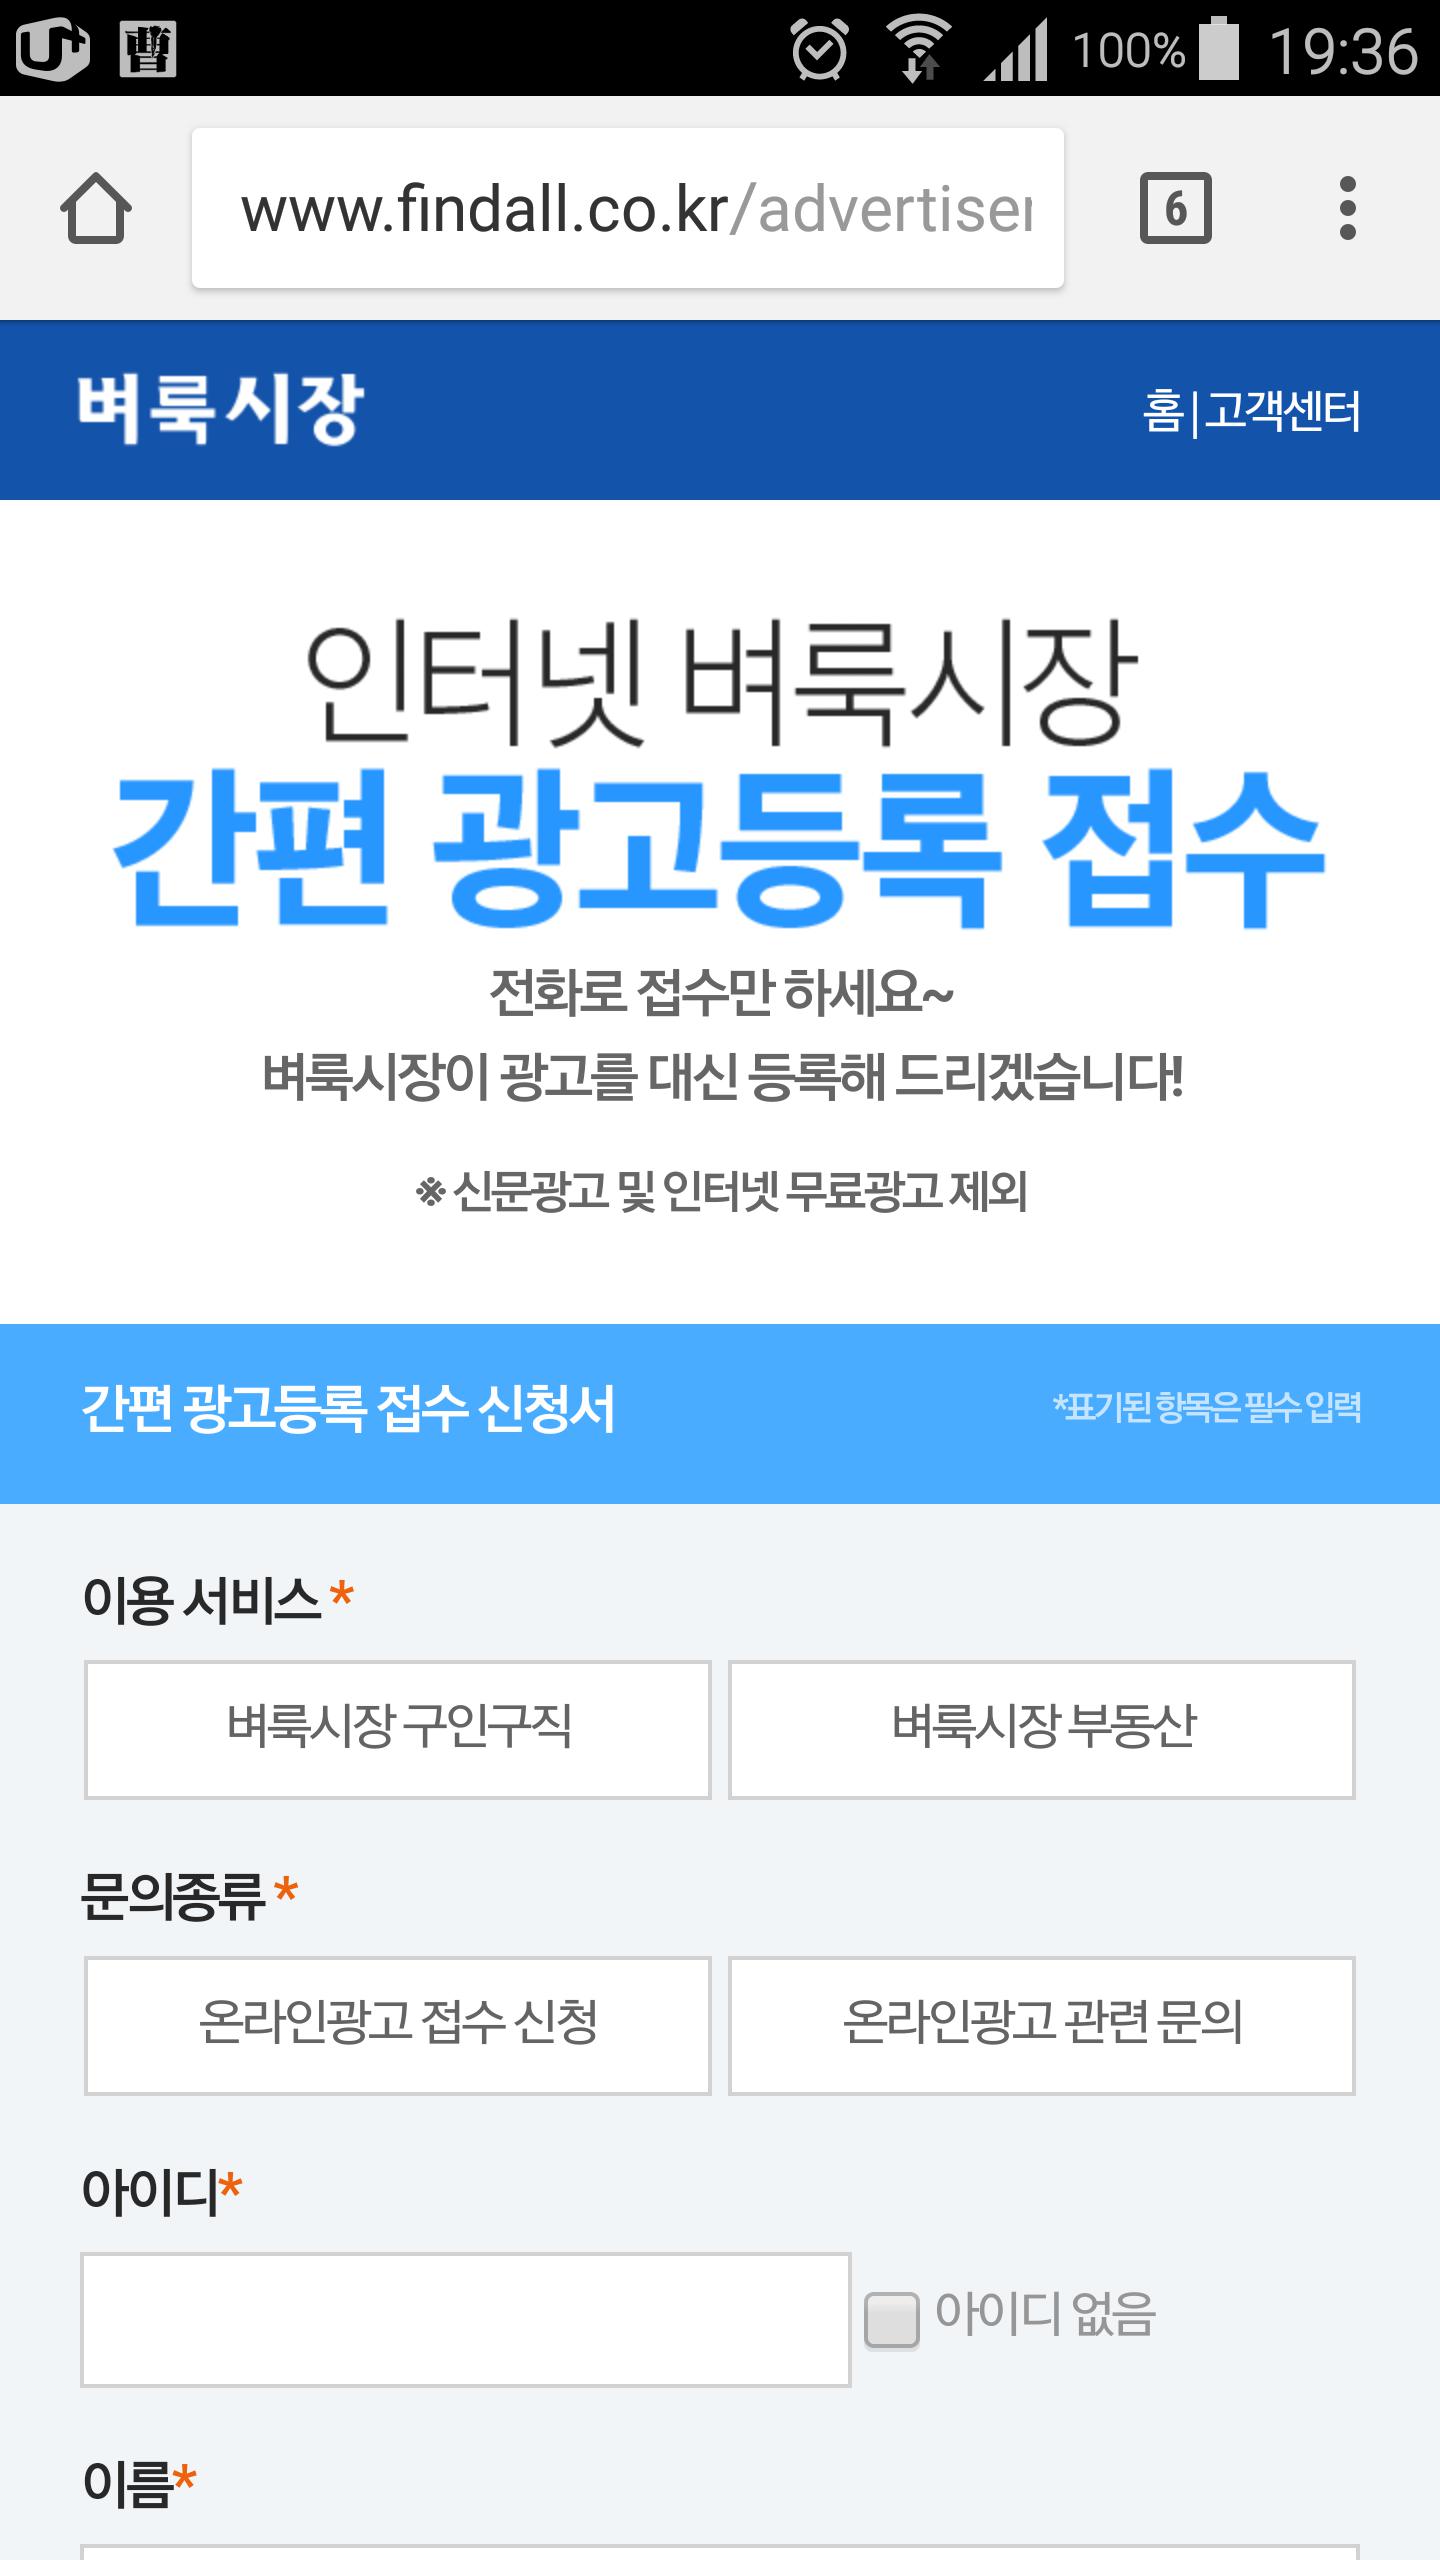 100% 19:36
www.findall.co.kr/advertiser
6
벼룩시장 홈|고객센터
인터넷 벼룩시장
간편 광고등록 접수
전화로 접수만 하세요~
벼룩시장이 광고를 대신 등록해 드리겠습니다!
※ 신문광고 및 인터넷 무료광고 제외
간편 광고등록 접수 신청서 *표기된 항목은 필수 입력
이용 서비스 *
벼룩시장 구인구직 벼룩시장 부동산
문의종류 *
온라인광고 접수 신청 온라인광고 관련 문의
아이디*
아이디 없음
이름*